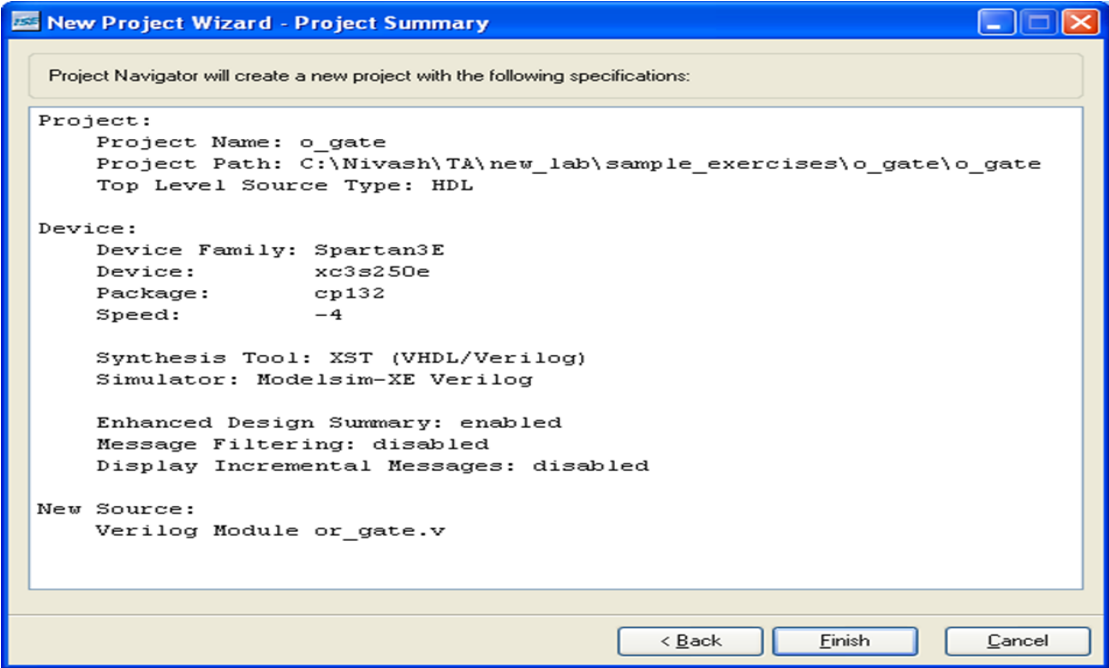 ISE New Project Wizard - Project Summary
Project Navigator will create a new project with the following specifications:
Project:
Project Name: o_gate
Project Path: C:\Nivash\TA\new_lab\sample_exercises\o_gate\o_gate
Top Level Source Type: HDL
Device:
Device Family: Spartan3E
Device: xc3s250e
Package: cp132
Speed: -4
Synthesis Tool: XST (VHDL/Verilog)
Simulator: Modelsim-XE Verilog
Enhanced Design Summary: enabled
Message Filtering: disabled
Display Incremental Messages: disabled
New Source:
Verilog Module or_gate.v
< Back Finish Cancel